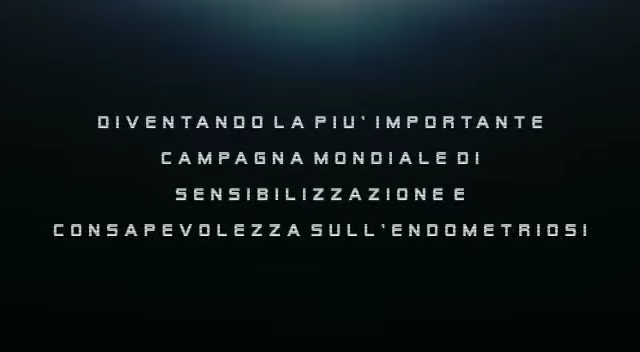 DIVENTANDO LA PIU' IMPORTANTE
CAMPAGNA MONDIALE DI
SENSIBILIZZAZIONE E
CONSAPEVOLEZZA SULL'ENDOMETRIOSI